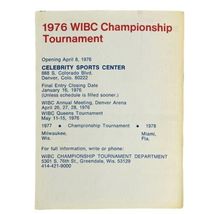 1976 WIBC Championship
Tournament
Opening April 8, 1976
CELEBRITY SPORTS CENTER
888 S. Colorado Blvd.
Denver, Colo. 80222
Final Entry Closing Date
January 16, 1976
(Unless schedule is filled sooner.)
WIBC Annual Meeting, Denver Arena
April 26, 27, 28, 1976
WIBC Queens Tournament
May 11-15, 1976
1977 • Championship Tournament • 1978
Milwaukee, Wis. Miami, Fla.
For full information, write or phone:
WIBC CHAMPIONSHIP TOURNAMENT DEPARTMENT
5301 S. 76th St., Greendale, Wis. 53129
414-421-9000